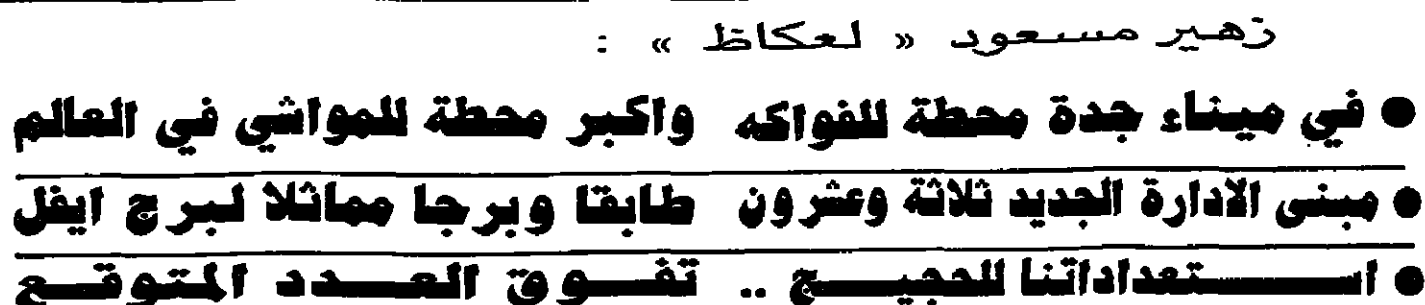 زهير مسعود « لعكاظ » :
● في ميناء جدة محطة للفواكه واكبر محطة للمواشي في العالم
● مبنى الادارة الجديد ثلاثة وعشرون طابقا وبرجا مماثلا لبرج ايفل
● استعداداتنا للحجيج .. تفوق العدد المتوقع